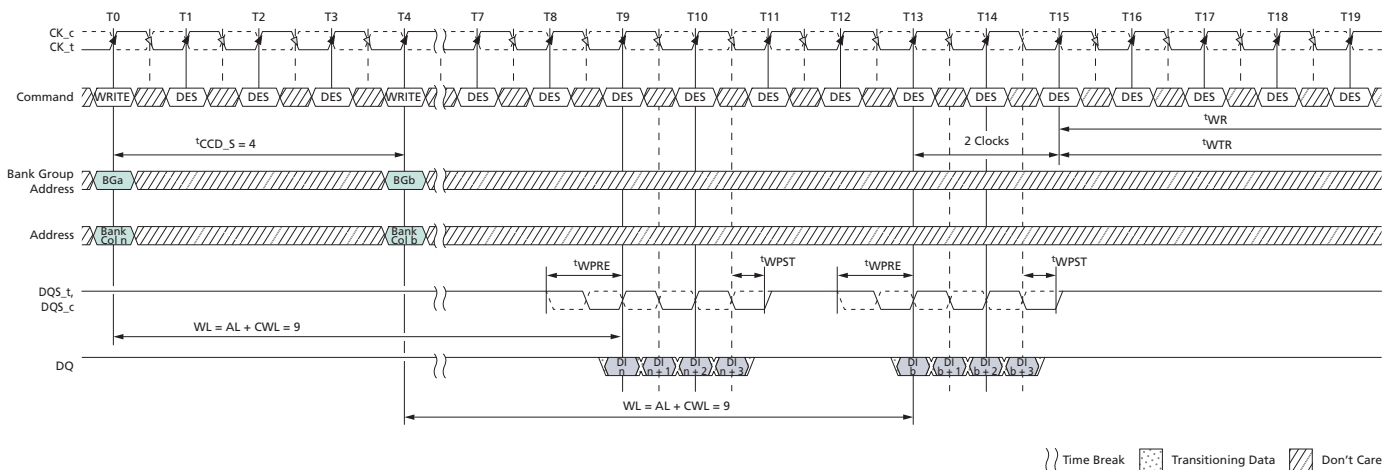 T0 T1 T2 T3 T4 T7 T8 T9 T10 T11 T12 T13 T14 T15 T16 T17 T18 T19
CK_c
CK_t
Command WRITE DES DES DES WRITE DES DES DES DES DES DES DES DES DES DES DES DES DES
tWR
tCCD_S = 4 2 Clocks
tWTR
Bank Group
Address BGa BGb
Address Bank
Col n Bank
Col b
tWPRE tWPST tWPRE tWPST
DQS_t,
DQS_c
WL = AL + CWL = 9
DQ DI
n DI
n + 1 DI
n + 2 DI
n + 3 DI
b DI
b + 1 DI
b + 2 DI
b + 3
WL = AL + CWL = 9
Time Break Transitioning Data Don't Care